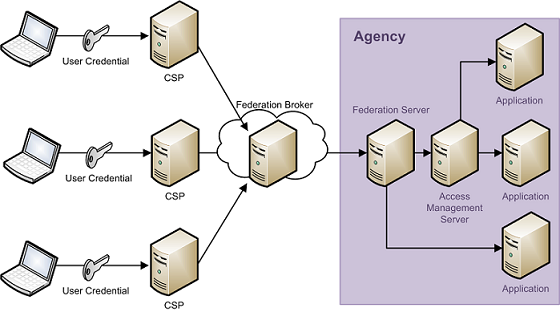 Agency
User Credential
CSP
Federation Broker
Federation Server
Application
User Credential
CSP
Access
Management
Server
Application
User Credential
CSP
Application